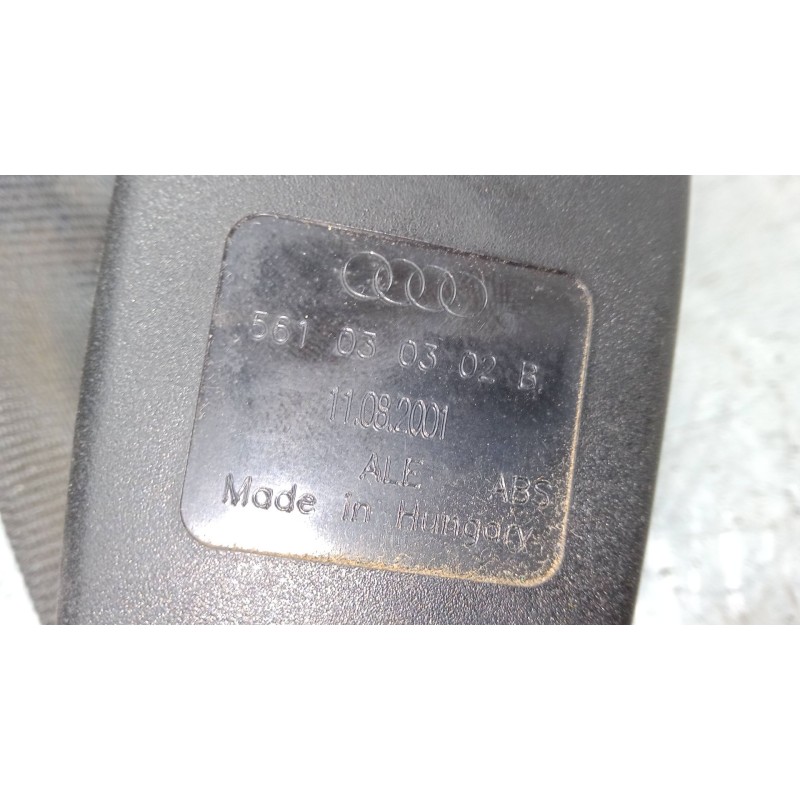 561 03 03 02 B
11.08.2001
ALE ABS
Made in Hungary